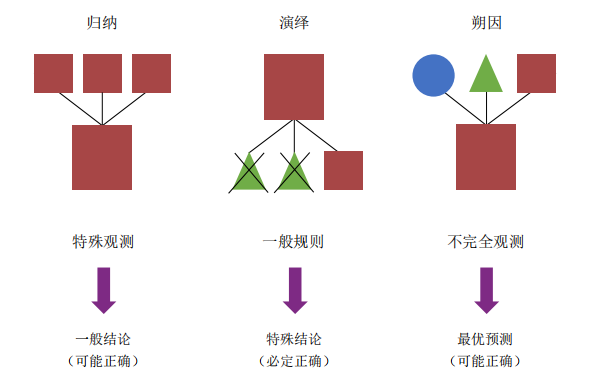 归纳
演绎
朔因
特殊观测
一般规则
不完全观测
一般结论
（可能正确）
特殊结论
（必定正确）
最优预测
（可能正确）